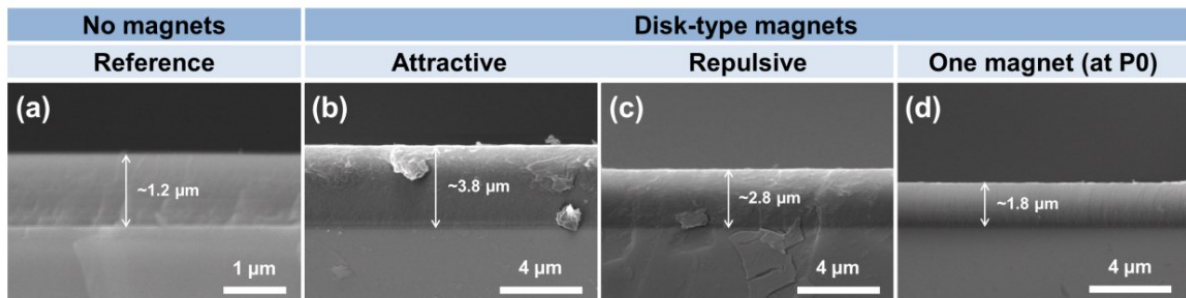 No magnets
Disk-type magnets
Reference
Attractive
Repulsive
One magnet (at P0)
(a)
(b)
(c)
(d)
~1.2 µm
~3.8 µm
~2.8 µm
~1.8 µm
1 µm
4 µm
4 µm
4 µm